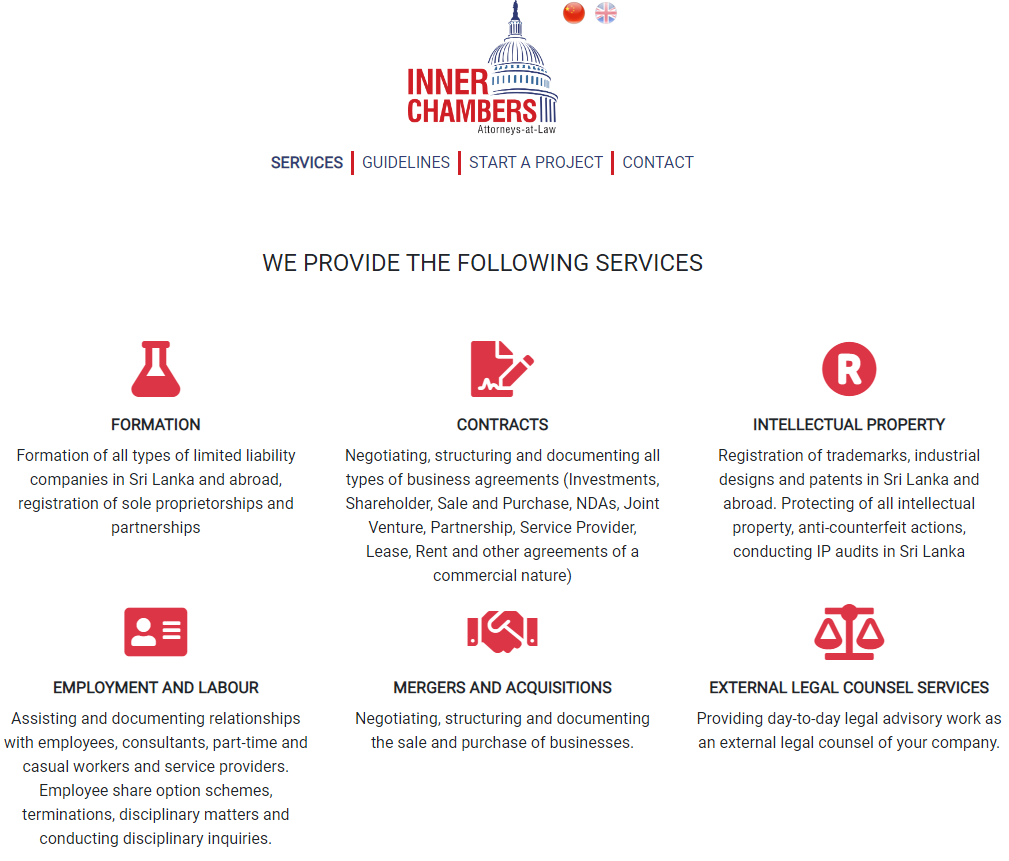 INNER
CHAMBERS
Attorneys-at-Law
SERVICES GUIDELINES START A PROJECT CONTACT
WE PROVIDE THE FOLLOWING SERVICES
R
FORMATION
Formation of all types of limited liability
companies in Sri Lanka and abroad,
registration of sole proprietorships and
partnerships
CONTRACTS
Negotiating, structuring and documenting all
types of business agreements (Investments,
Shareholder, Sale and Purchase, NDAs, Joint
Venture, Partnership, Service Provider,
Lease, Rent and other agreements of a
commercial nature)
INTELLECTUAL PROPERTY
Registration of trademarks, industrial
designs and patents in Sri Lanka and
abroad. Protecting of all intellectual
property, anti-counterfeit actions,
conducting IP audits in Sri Lanka
EMPLOYMENT AND LABOUR
Assisting and documenting relationships
with employees, consultants, part-time and
casual workers and service providers.
Employee share option schemes,
terminations, disciplinary matters and
conducting disciplinary inquiries.
MERGERS AND ACQUISITIONS
Negotiating, structuring and documenting
the sale and purchase of businesses.
EXTERNAL LEGAL COUNSEL SERVICES
Providing day-to-day legal advisory work as
an external legal counsel of your company.